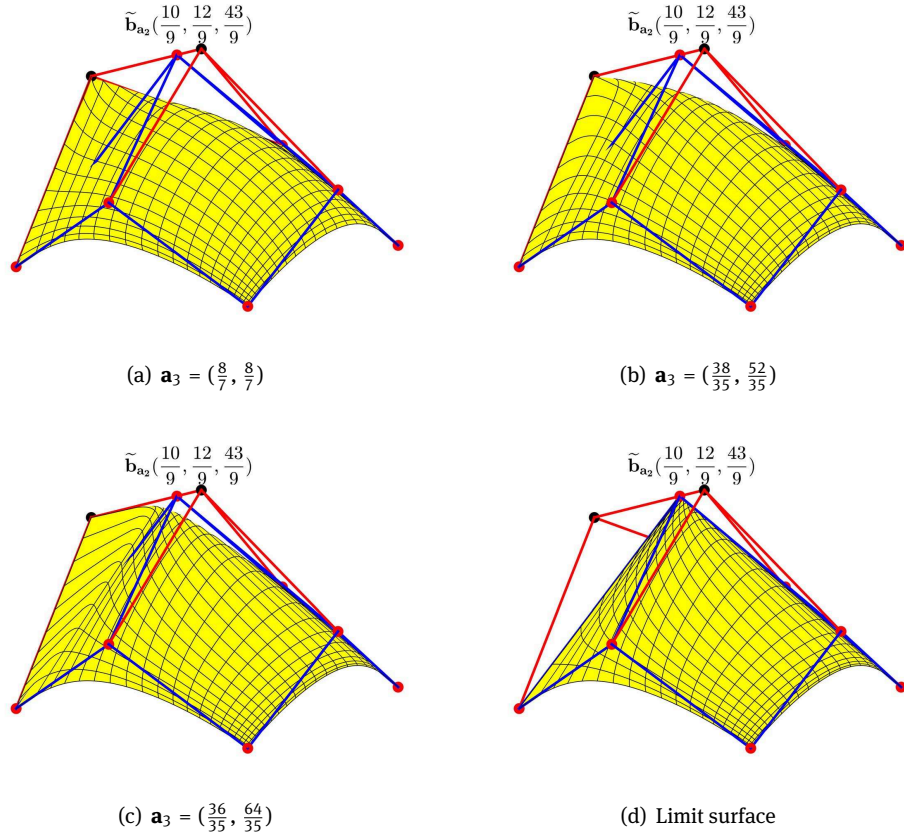 b̃ₐ₂(10/9, 12/9, 43/9) b̃ₐ₂(10/9, 12/9, 43/9)
(a) a₃ = (8/7, 8/7) (b) a₃ = (38/35, 52/35)
b̃ₐ₂(10/9, 12/9, 43/9) b̃ₐ₂(10/9, 12/9, 43/9)
(c) a₃ = (36/35, 64/35) (d) Limit surface